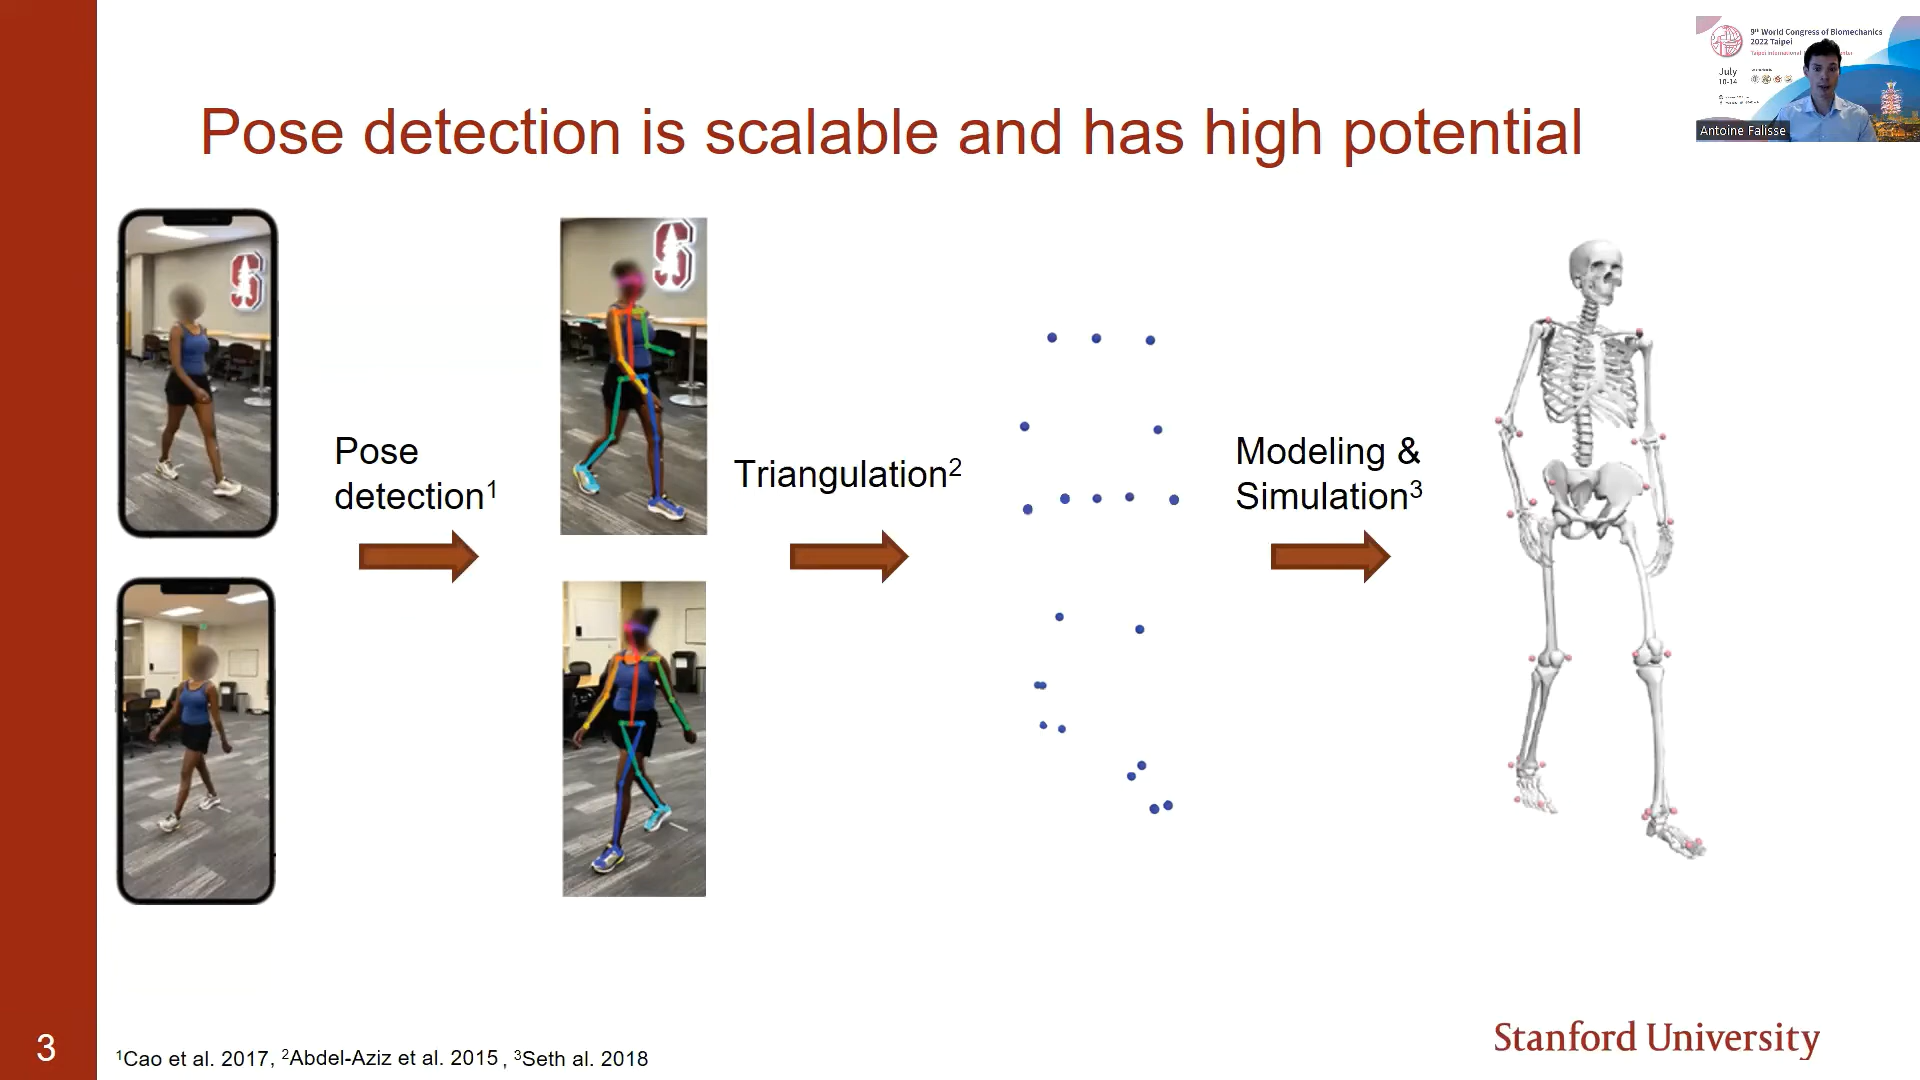 Pose detection is scalable and has high potential
9th World Congress of Biomechanics
2022 Taipei
July
10-14
Antoine Falisse
Pose
detection1
Triangulation2
Modeling &
Simulation3
3
1Cao et al. 2017, 2Abdel-Aziz et al. 2015 , 3Seth al. 2018
Stanford University